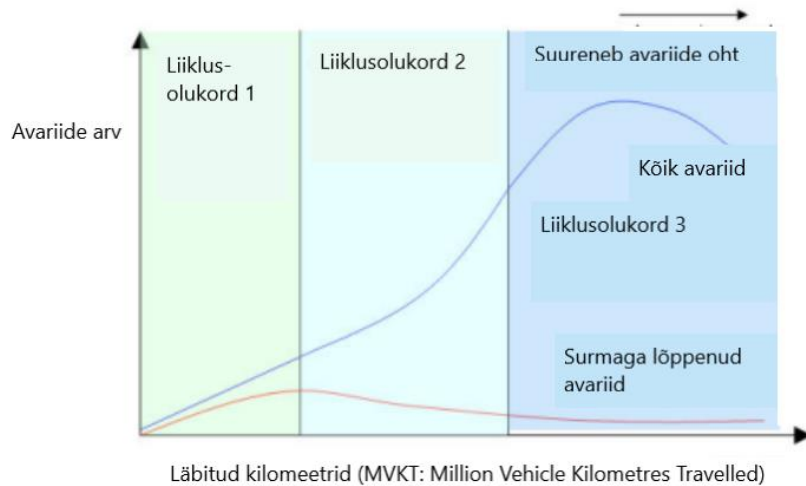 Avariide arv
Liiklus-
olukord 1
Liiklusolukord 2
Suureneb avariide oht
Kõik avariid
Liiklusolukord 3
Surmaga lõppenud
avariid
Läbitud kilomeetrid (MVKT: Million Vehicle Kilometres Travelled)